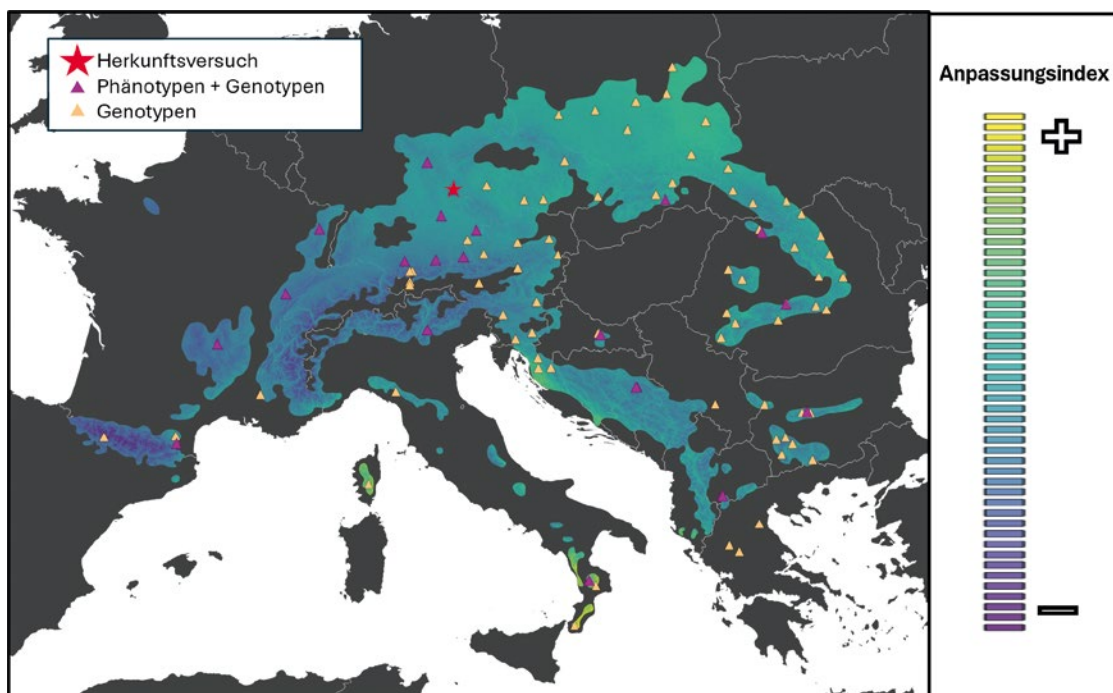 Herkunftsversuch
Phänotypen + Genotypen
Genotypen
Anpassungsindex